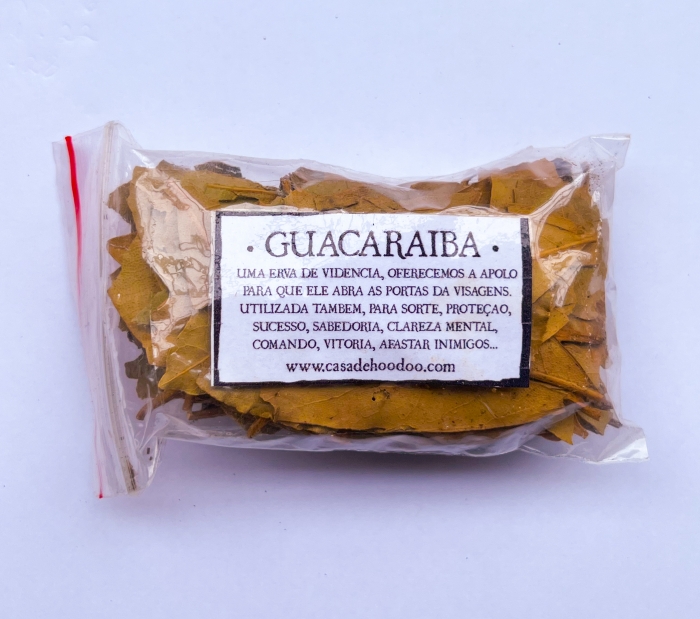 · GUACARAIBA ·
UMA ERVA DE VIDENCIA, OFERECEMOS A APOLO
PARA QUE ELE ABRA AS PORTAS DA VISAGENS.
UTILIZADA TAMBEM, PARA SORTE, PROTEÇAO,
SUCESSO, SABEDORIA, CLAREZA MENTAL,
COMANDO, VITORIA, AFASTAR INIMIGOS...
www.casadehoodoo.com